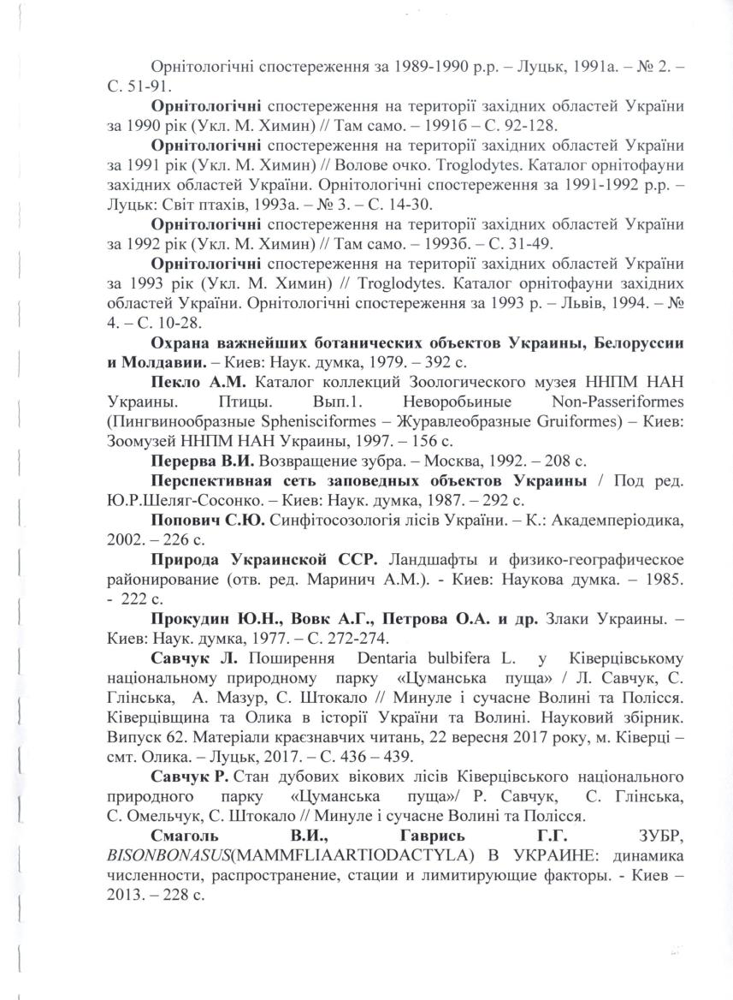 Орнітологічні спостереження за 1989-1990 р.р. – Луцьк, 1991а. – № 2. –
С. 51-91.
Орнітологічні спостереження на території західних областей України
за 1990 рік (Укл. М. Химин) // Там само. – 1991б – С. 92-128.
Орнітологічні спостереження на території західних областей України
за 1991 рік (Укл. М. Химин) // Волове очко. Troglodytes. Каталог орнітофауни
західних областей України. Орнітологічні спостереження за 1991-1992 р.р. –
Луцьк: Світ птахів, 1993а. – № 3. – С. 14-30.
Орнітологічні спостереження на території західних областей України
за 1992 рік (Укл. М. Химин) // Там само. – 1993б. – С. 31-49.
Орнітологічні спостереження на території західних областей України
за 1993 рік (Укл. М. Химин) // Troglodytes. Каталог орнітофауни західних
областей України. Орнітологічні спостереження за 1993 р. – Львів, 1994. – №
4. – С. 10-28.
Охрана важнейших ботанических объектов Украины, Белоруссии
и Молдавии. – Киев: Наук. думка, 1979. – 392 с.
Пекло А.М. Каталог коллекций Зоологического музея ННПМ НАН
Украины. Птицы. Вып.1. Неворобьиные Non-Passeriformes
(Пингвинообразные Sphenisciformes – Журавлеобразные Gruiformes) – Киев:
Зоомузей ННПМ НАН Украины, 1997. – 156 с.
Перерва В.И. Возвращение зубра. – Москва, 1992. – 208 с.
Перспективная сеть заповедных объектов Украины / Под ред.
Ю.Р.Шеляг-Сосонко. – Киев: Наук. думка, 1987. – 292 с.
Попович С.Ю. Синфітосозологія лісів України. – К.: Академперіодика,
2002. – 226 с.
Природа Украинской ССР. Ландшафты и физико-географическое
районирование (отв. ред. Маринич А.М.). - Киев: Наукова думка. – 1985.
- 222 с.
Прокудин Ю.Н., Вовк А.Г., Петрова О.А. и др. Злаки Украины. –
Киев: Наук. думка, 1977. – С. 272-274.
Савчук Л. Поширення Dentaria bulbifera L. у Ківерцівському
національному природному парку «Цуманська пуща» / Л. Савчук, С.
Глінська, А. Мазур, С. Штокало // Минуле і сучасне Волині та Полісся.
Ківерцівщина та Олика в історії України та Волині. Науковий збірник.
Випуск 62. Матеріали краєзнавчих читань, 22 вересня 2017 року, м. Ківерці –
смт. Олика. – Луцьк, 2017. – С. 436 – 439.
Савчук Р. Стан дубових вікових лісів Ківерцівського національного
природного парку «Цуманська пуща»/ Р. Савчук, С. Глінська,
С. Омельчук, С. Штокало // Минуле і сучасне Волині та Полісся.
Смаголь В.И., Гаврись Г.Г. ЗУБР,
BISONBONASUS(MAMMFLIAARTIODACTYLA) В УКРАИНЕ: динамика
численности, распространение, стации и лимитирующие факторы. - Киев –
2013. – 228 с.